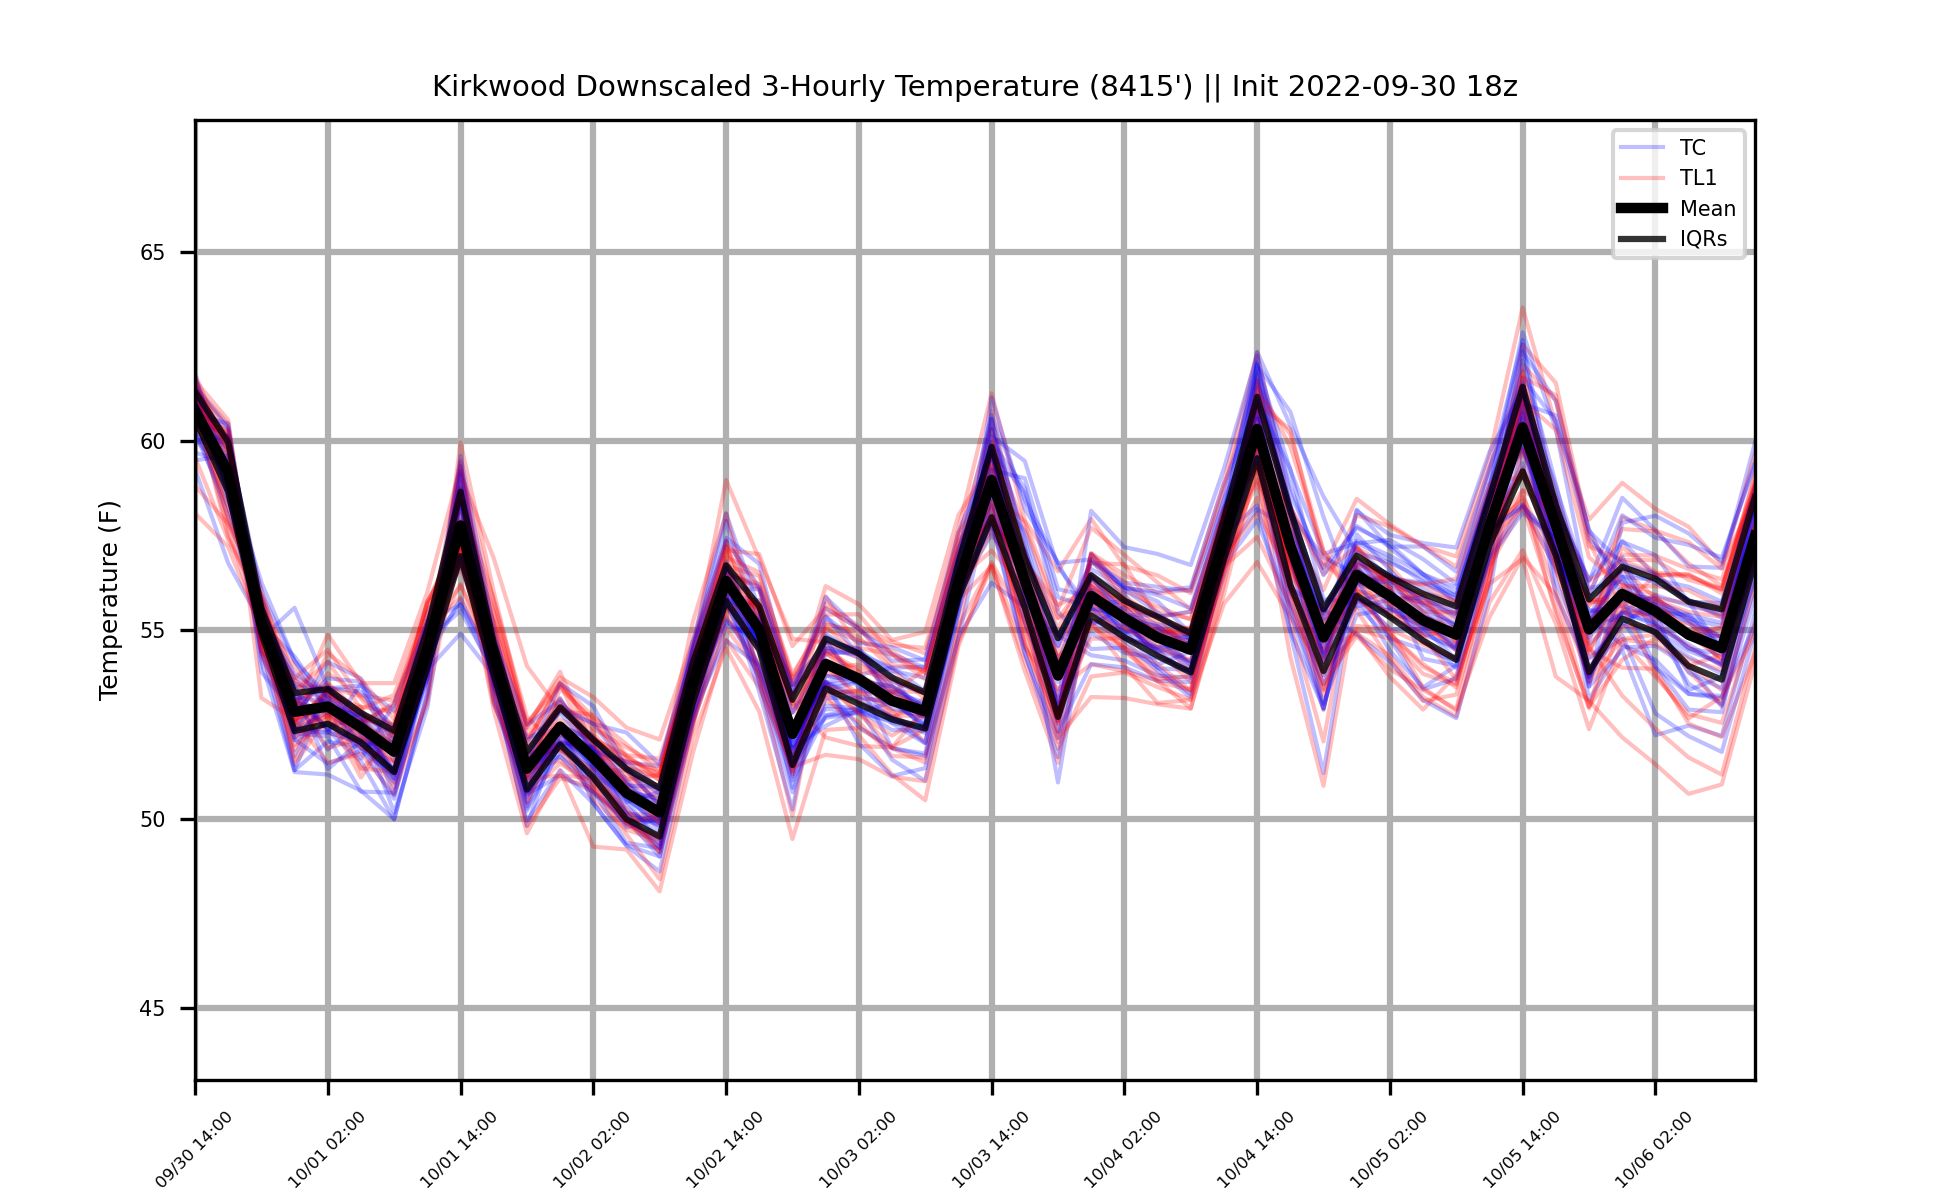 Kirkwood Downscaled 3-Hourly Temperature (8415') || Init 2022-09-30 18z
TC
TL1
Mean
IQRs
Temperature (F)
65
60
55
50
45
09/30 14:00
10/01 02:00
10/01 14:00
10/02 02:00
10/02 14:00
10/03 02:00
10/03 14:00
10/04 02:00
10/04 14:00
10/05 02:00
10/05 14:00
10/06 02:00